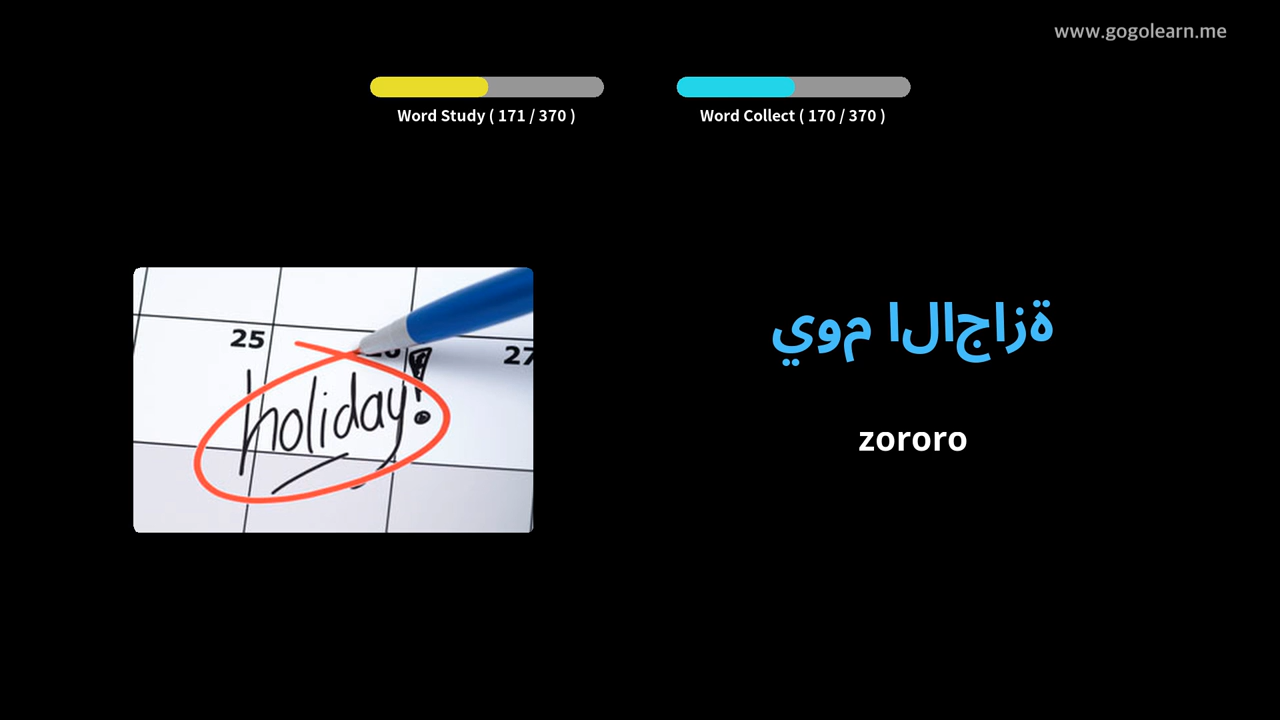 www.gogolearn.me
Word Study ( 171 / 370 )
Word Collect ( 170 / 370 )
25
27
holiday!
يوم الاجازة
zororo